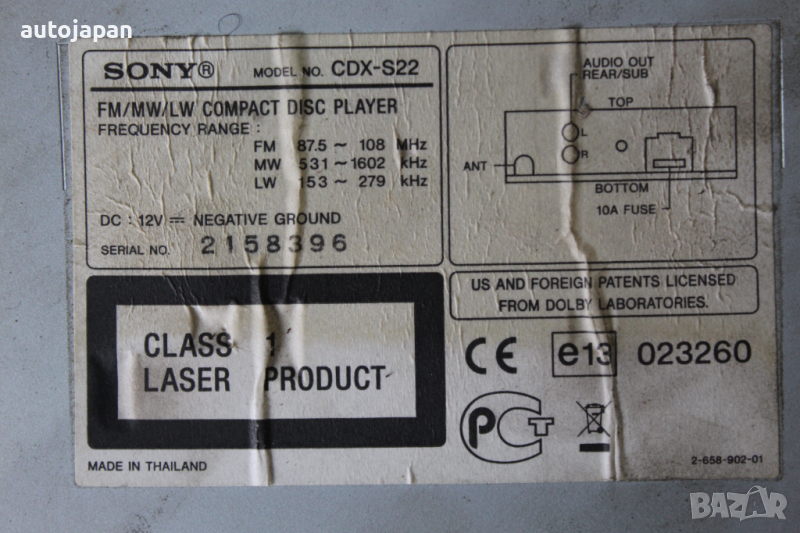 autojapan
SONY® MODEL NO. CDX-S22
FM/MW/LW COMPACT DISC PLAYER
FREQUENCY RANGE :
FM 87.5 ~ 108 MHz
MW 531 ~ 1602 kHz
LW 153 ~ 279 kHz
DC : 12V ⎓ NEGATIVE GROUND
SERIAL NO. 2158396
AUDIO OUT
REAR/SUB
TOP
L
R
ANT
BOTTOM
10A FUSE
US AND FOREIGN PATENTS LICENSED
FROM DOLBY LABORATORIES.
CLASS 1
LASER PRODUCT
CE e13 023260
PCT
MADE IN THAILAND
2-658-902-01
BAZAR